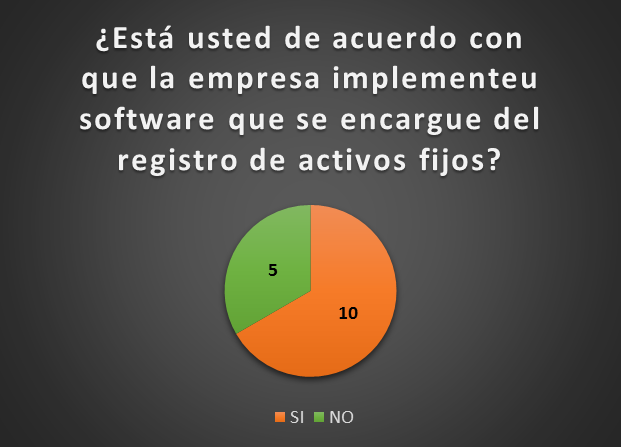 ¿Está usted de acuerdo con
que la empresa implementeu
software que se encargue del
registro de activos fijos?
5
10
SI NO